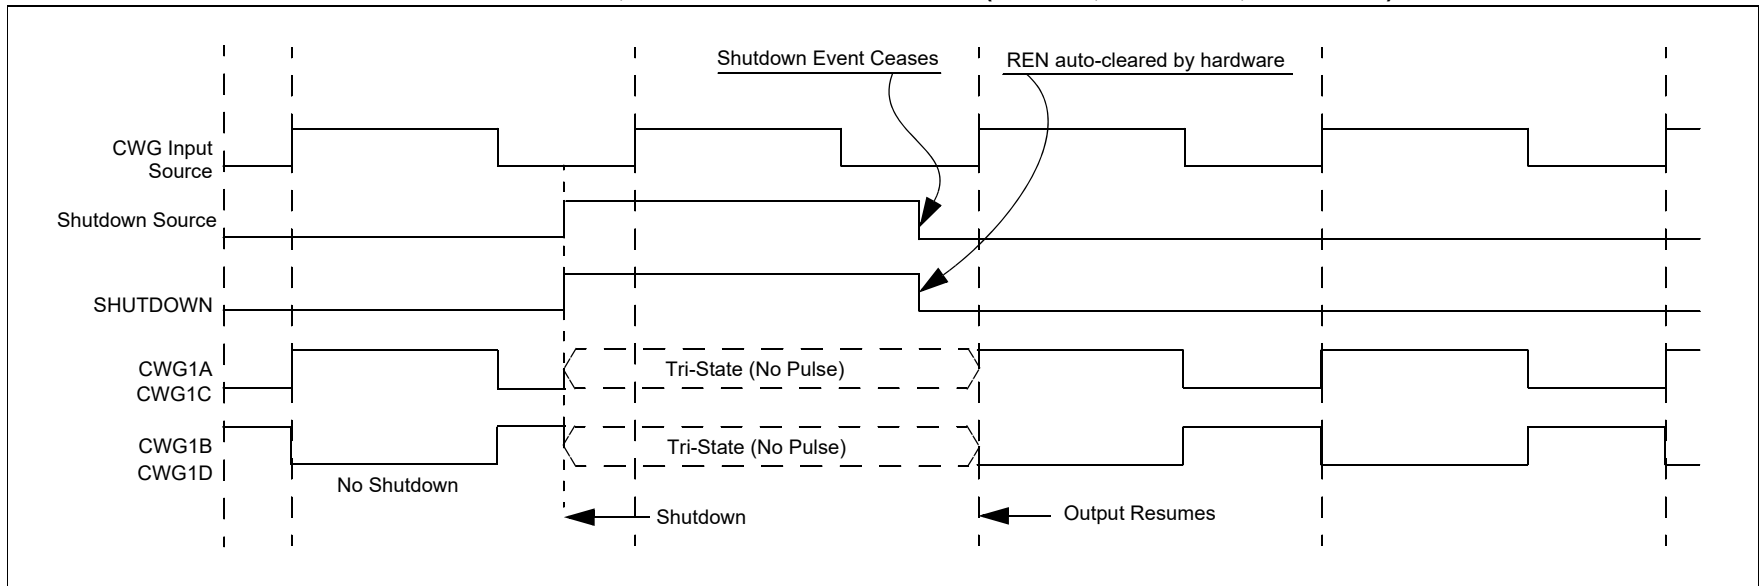 Shutdown Event Ceases
REN auto-cleared by hardware
CWG Input
Source
Shutdown Source
SHUTDOWN
CWG1A
CWG1C
Tri-State (No Pulse)
CWG1B
CWG1D
Tri-State (No Pulse)
No Shutdown
Shutdown
Output Resumes